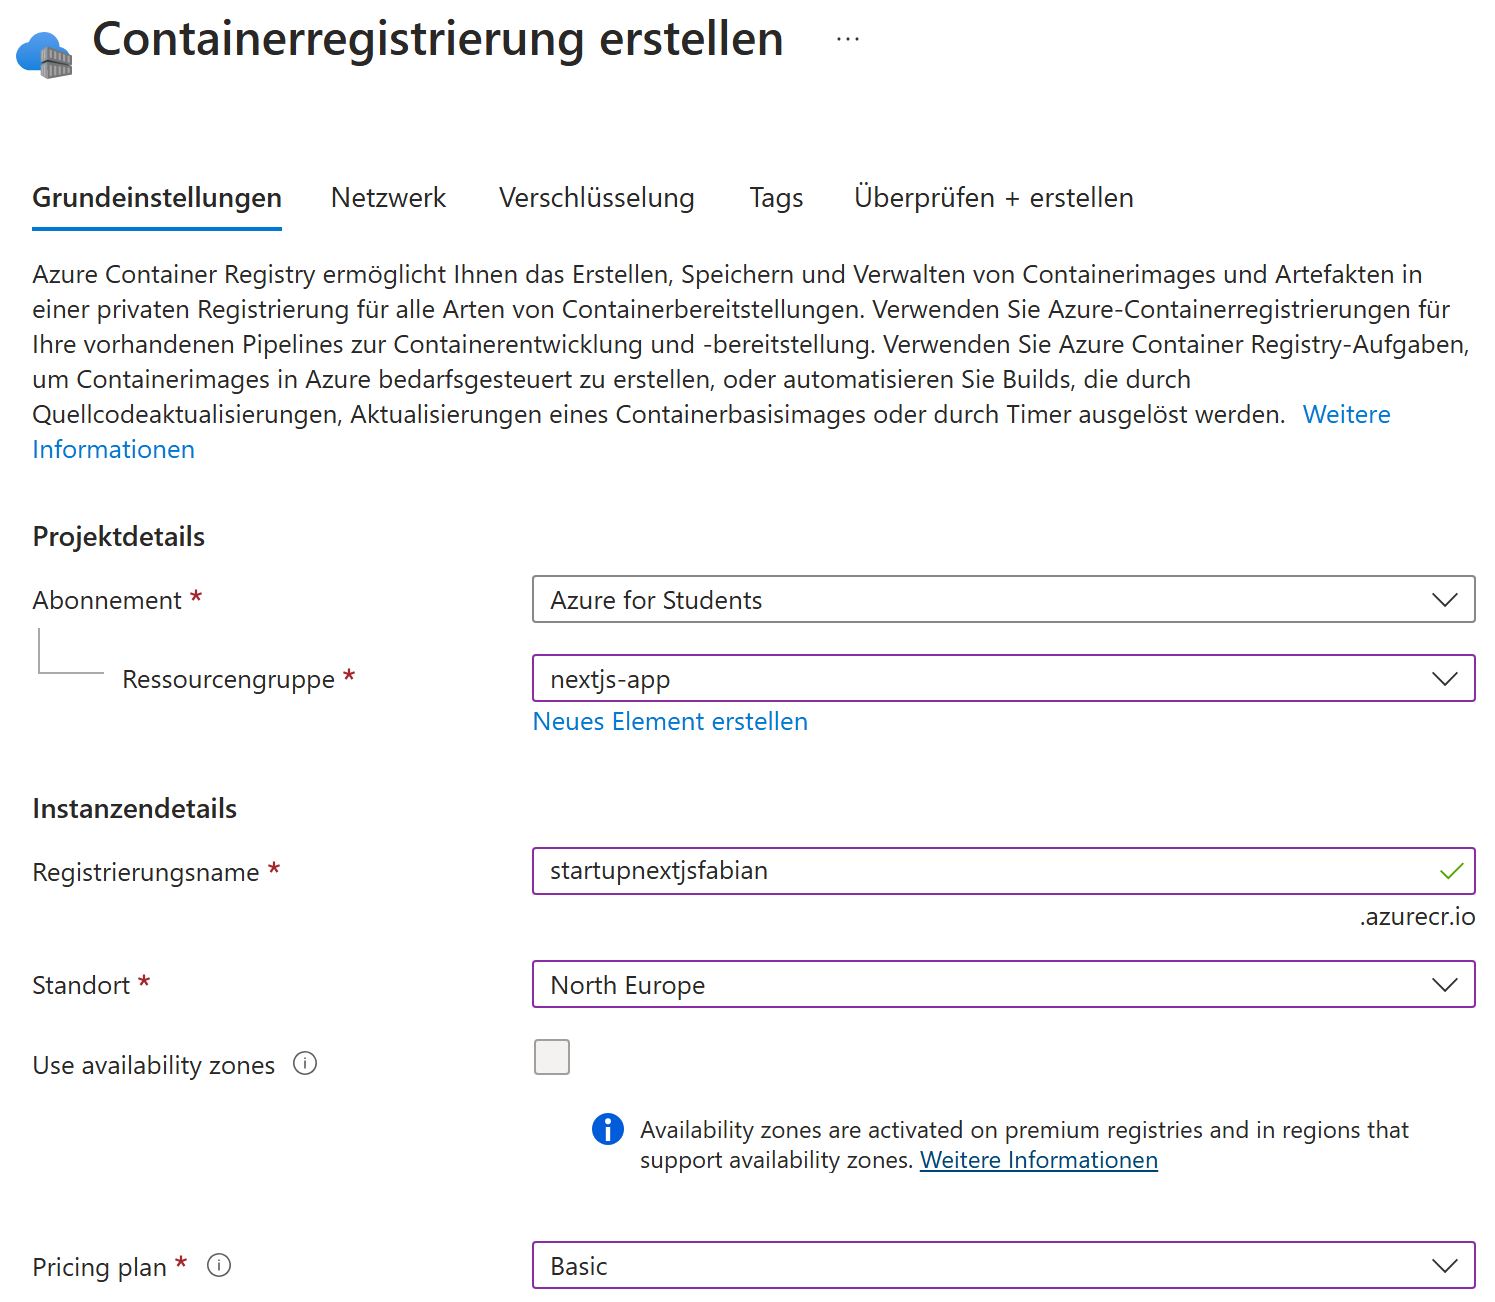 Containerregistrierung erstellen ...
Grundeinstellungen Netzwerk Verschlüsselung Tags Überprüfen + erstellen
Azure Container Registry ermöglicht Ihnen das Erstellen, Speichern und Verwalten von Containerimages und Artefakten in
einer privaten Registrierung für alle Arten von Containerbereitstellungen. Verwenden Sie Azure-Containerregistrierungen für
Ihre vorhandenen Pipelines zur Containerentwicklung und -bereitstellung. Verwenden Sie Azure Container Registry-Aufgaben,
um Containerimages in Azure bedarfsgesteuert zu erstellen, oder automatisieren Sie Builds, die durch
Quellcodeaktualisierungen, Aktualisierungen eines Containerbasisimages oder durch Timer ausgelöst werden. Weitere
Informationen
Projektdetails
Abonnement * Azure for Students
Ressourcengruppe * nextjs-app
Neues Element erstellen
Instanzendetails
Registrierungsname * startupnextjsfabian
.azurecr.io
Standort * North Europe
Use availability zones
Availability zones are activated on premium registries and in regions that
support availability zones. Weitere Informationen
Pricing plan * Basic